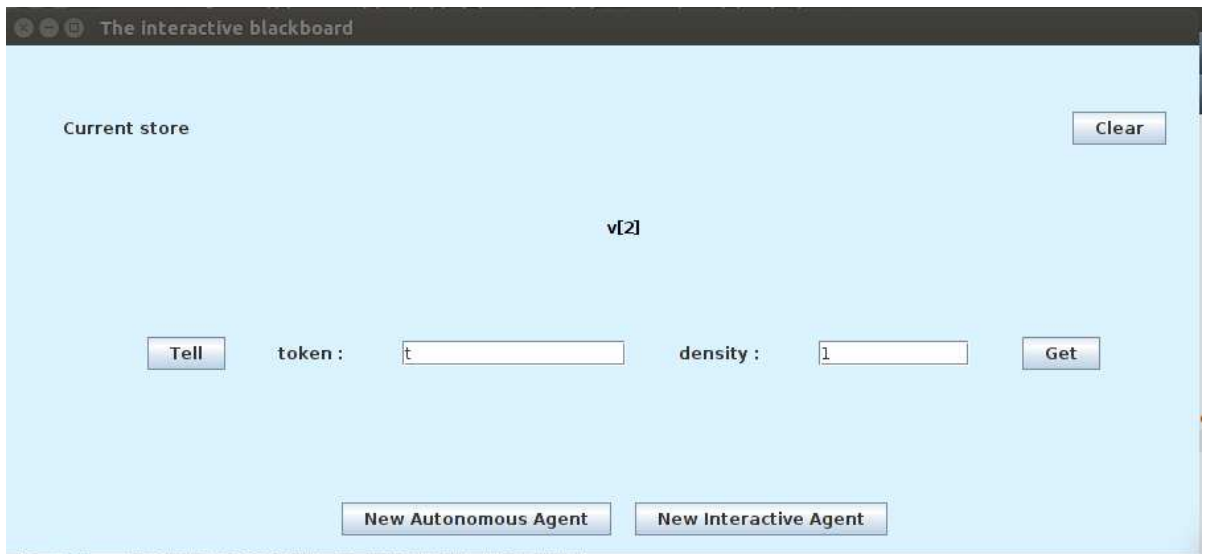 The interactive blackboard
Current store Clear
v[2]
Tell token : t density : 1 Get
New Autonomous Agent New Interactive Agent